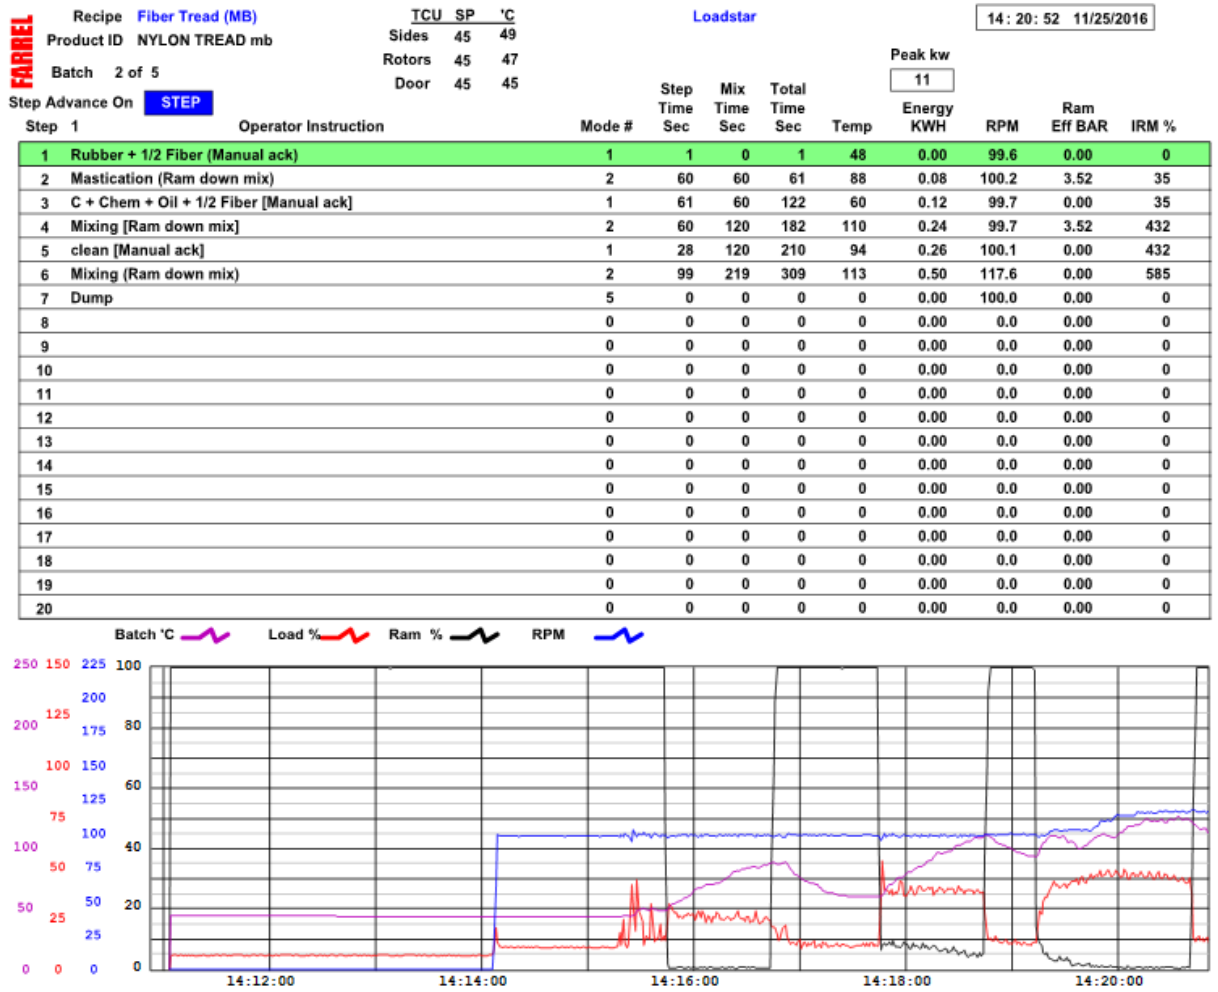 FARREL
Recipe Fiber Tread (MB)
Product ID NYLON TREAD mb
Batch 2 of 5
Step Advance On STEP
TCU SP 'C
Sides 45 49
Rotors 45 47
Door 45 45
Loadstar
14: 20: 52 11/25/2016
Peak kw
11
Step 1 Operator Instruction Mode # Step Time Sec Mix Time Sec Total Time Sec Temp Energy KWH RPM Ram Eff BAR IRM %
1 Rubber + 1/2 Fiber (Manual ack) 1 1 0 1 48 0.00 99.6 0.00 0
2 Mastication (Ram down mix) 2 60 60 61 88 0.08 100.2 3.52 35
3 C + Chem + Oil + 1/2 Fiber [Manual ack] 1 61 60 122 60 0.12 99.7 0.00 35
4 Mixing [Ram down mix] 2 60 120 182 110 0.24 99.7 3.52 432
5 clean [Manual ack] 1 28 120 210 94 0.26 100.1 0.00 432
6 Mixing (Ram down mix) 2 99 219 309 113 0.50 117.6 0.00 585
7 Dump 5 0 0 0 0 0.00 100.0 0.00 0
8 0 0 0 0 0 0.00 0.0 0.00 0
9 0 0 0 0 0 0.00 0.0 0.00 0
10 0 0 0 0 0 0.00 0.0 0.00 0
11 0 0 0 0 0 0.00 0.0 0.00 0
12 0 0 0 0 0 0.00 0.0 0.00 0
13 0 0 0 0 0 0.00 0.0 0.00 0
14 0 0 0 0 0 0.00 0.0 0.00 0
15 0 0 0 0 0 0.00 0.0 0.00 0
16 0 0 0 0 0 0.00 0.0 0.00 0
17 0 0 0 0 0 0.00 0.0 0.00 0
18 0 0 0 0 0 0.00 0.0 0.00 0
19 0 0 0 0 0 0.00 0.0 0.00 0
20 0 0 0 0 0 0.00 0.0 0.00 0
Batch 'C Load % Ram % RPM
250 150 225 100
200
125
200 80
175
100 150
150 60
125
75
100
100 40
50 75
50 50 20
25
25
0 0 0 0
14:12:00 14:14:00 14:16:00 14:18:00 14:20:00